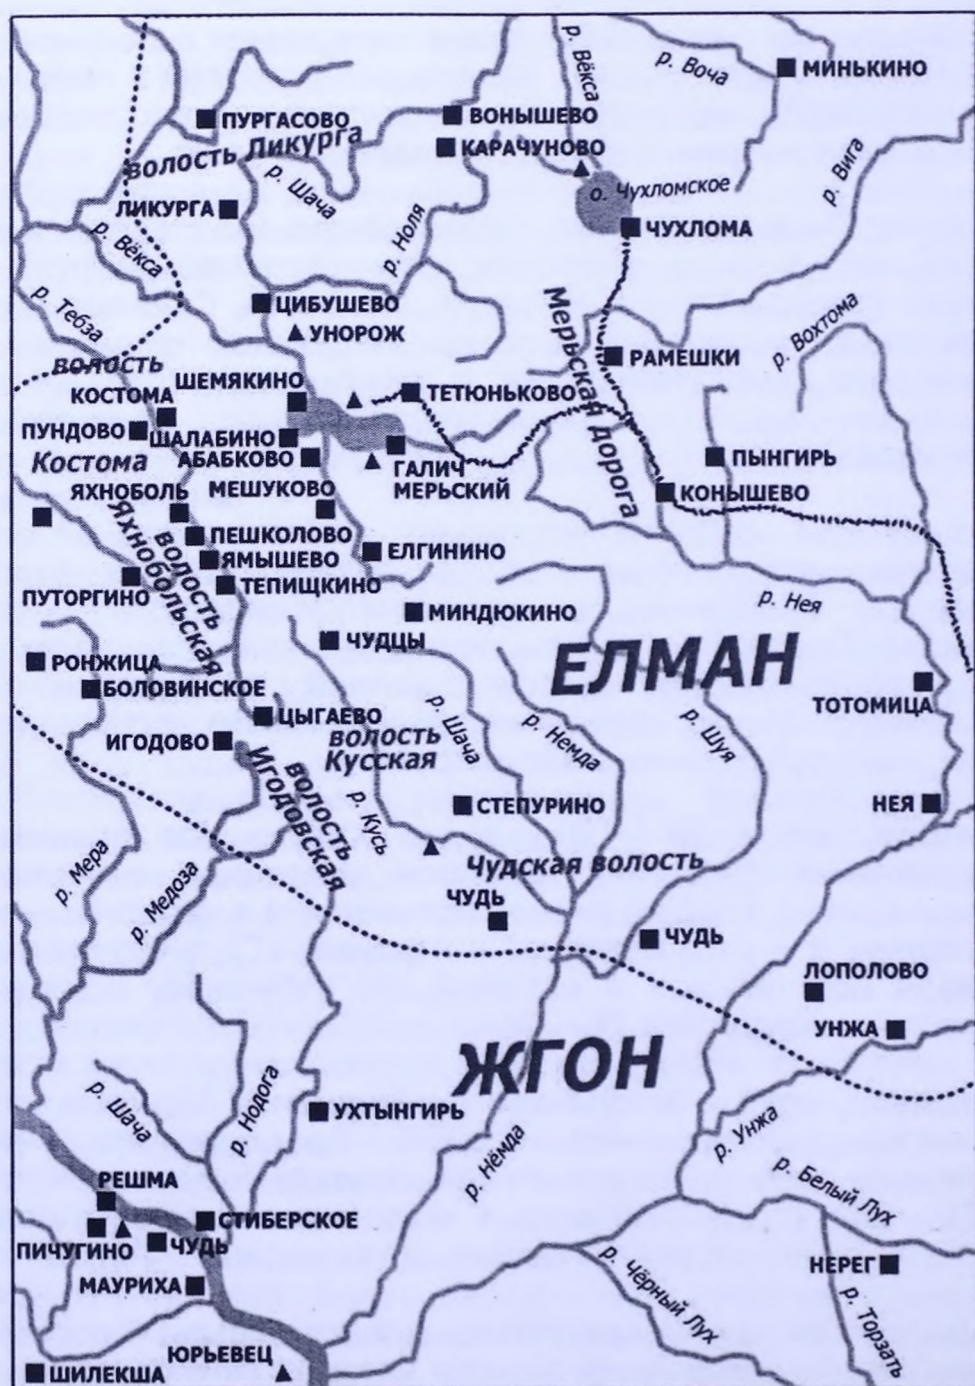 р. Вёкса
р. Воча
МИНЬКИНО
ПУРГАСОВО
ВОНЫШЕВО
волость Ликурга
КАРАЧУНОВО
р. Шача
о. Чухломское
р. Вига
ЛИКУРГА
ЧУХЛОМА
р. Вёкса
р. Ноля
р. Тебза
ЦИБУШЕВО
УНОРОЖ
Мерьская дорога
р. Вохтома
РАМЕШКИ
волость
КОСТОМА
ШЕМЯКИНО
ТЕТЮНЬКОВО
ПУНДОВО
ШАЛАБИНО
АБАБКОВО
Костома
ГАЛИЧ
МЕРЬСКИЙ
ПЫНГИРЬ
ЯХНОБОЛЬ
МЕШУКОВО
КОНЫШЕВО
ПЕШКОЛОВО
ЕЛГИНИНО
ЯМЫШЕВО
волость
Яхнобольская
ПУТОРГИНО
ТЕПИЩКИНО
р. Нея
МИНДЮКИНО
ЧУДЦЫ
ЕЛМАН
РОНЖИЦА
БОЛОВИНСКОЕ
ТОТОМИЦА
ЦЫГАЕВО
р. Шача
р. Немда
р. Шуя
ИГОДОВО
волость
Кусская
волость
Игодовская
р. Кусь
СТЕПУРИНО
НЕЯ
р. Мера
р. Медоза
Чудская волость
ЧУДЬ
ЧУДЬ
ЛОПОЛОВО
УНЖА
ЖГОН
р. Шача
р. Нодога
УХТЫНГИРЬ
р. Нёмда
р. Унжа
РЕШМА
р. Белый Лух
СТИБЕРСКОЕ
ПИЧУГИНО
ЧУДЬ
МАУРИХА
НЕРЕГ
р. Чёрный Лух
р. Торзать
ЮРЬЕВЕЦ
ШИЛЕКША